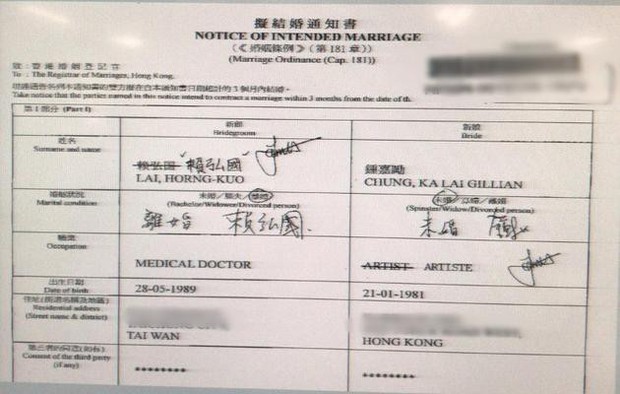 擬結婚通知書
NOTICE OF INTENDED MARRIAGE
(《婚姻條例》(第181章))
(Marriage Ordinance (Cap. 181))
致：香港婚姻登記官
To : The Registrar of Marriages, Hong Kong.
Take notice that the parties named in this notice intend to contract a marriage within 3 months from the date of th
第1部分 (Part I)
新郎
Bridegroom
新娘
Bride
姓名
Surname and name
賴弘国 "賴弘國"
LAI, HORNG-KUO
鍾嘉勵
CHUNG, KA LAI GILLIAN
婚姻狀況
Marital condition
未婚／鰥夫／離婚
(Bachelor/Widower/Divorced person)
離婚 賴弘國
未婚／寡婦／離婚
(Spinster/Widow/Divorced person)
未婚
職業
Occupation
MEDICAL DOCTOR
ARTIST ARTISTE
出生日期
Date of birth
28-05-1989
21-01-1981
Residential address
(Street name & district)
TAI WAN
HONG KONG
Consent of the third party
(if any)
********
********